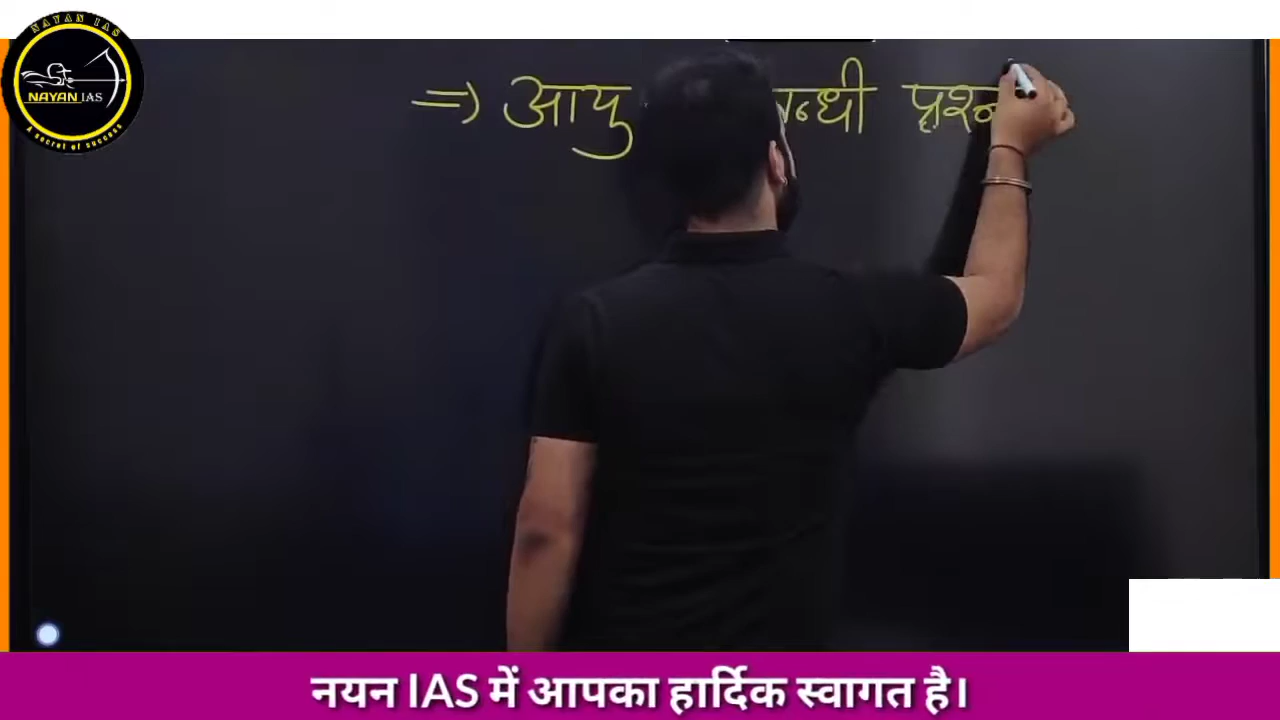 NAYAN IAS
NAYAN IAS
A secret of success
=> आयु न्धी प्रश्न
नयन IAS में आपका हार्दिक स्वागत है।